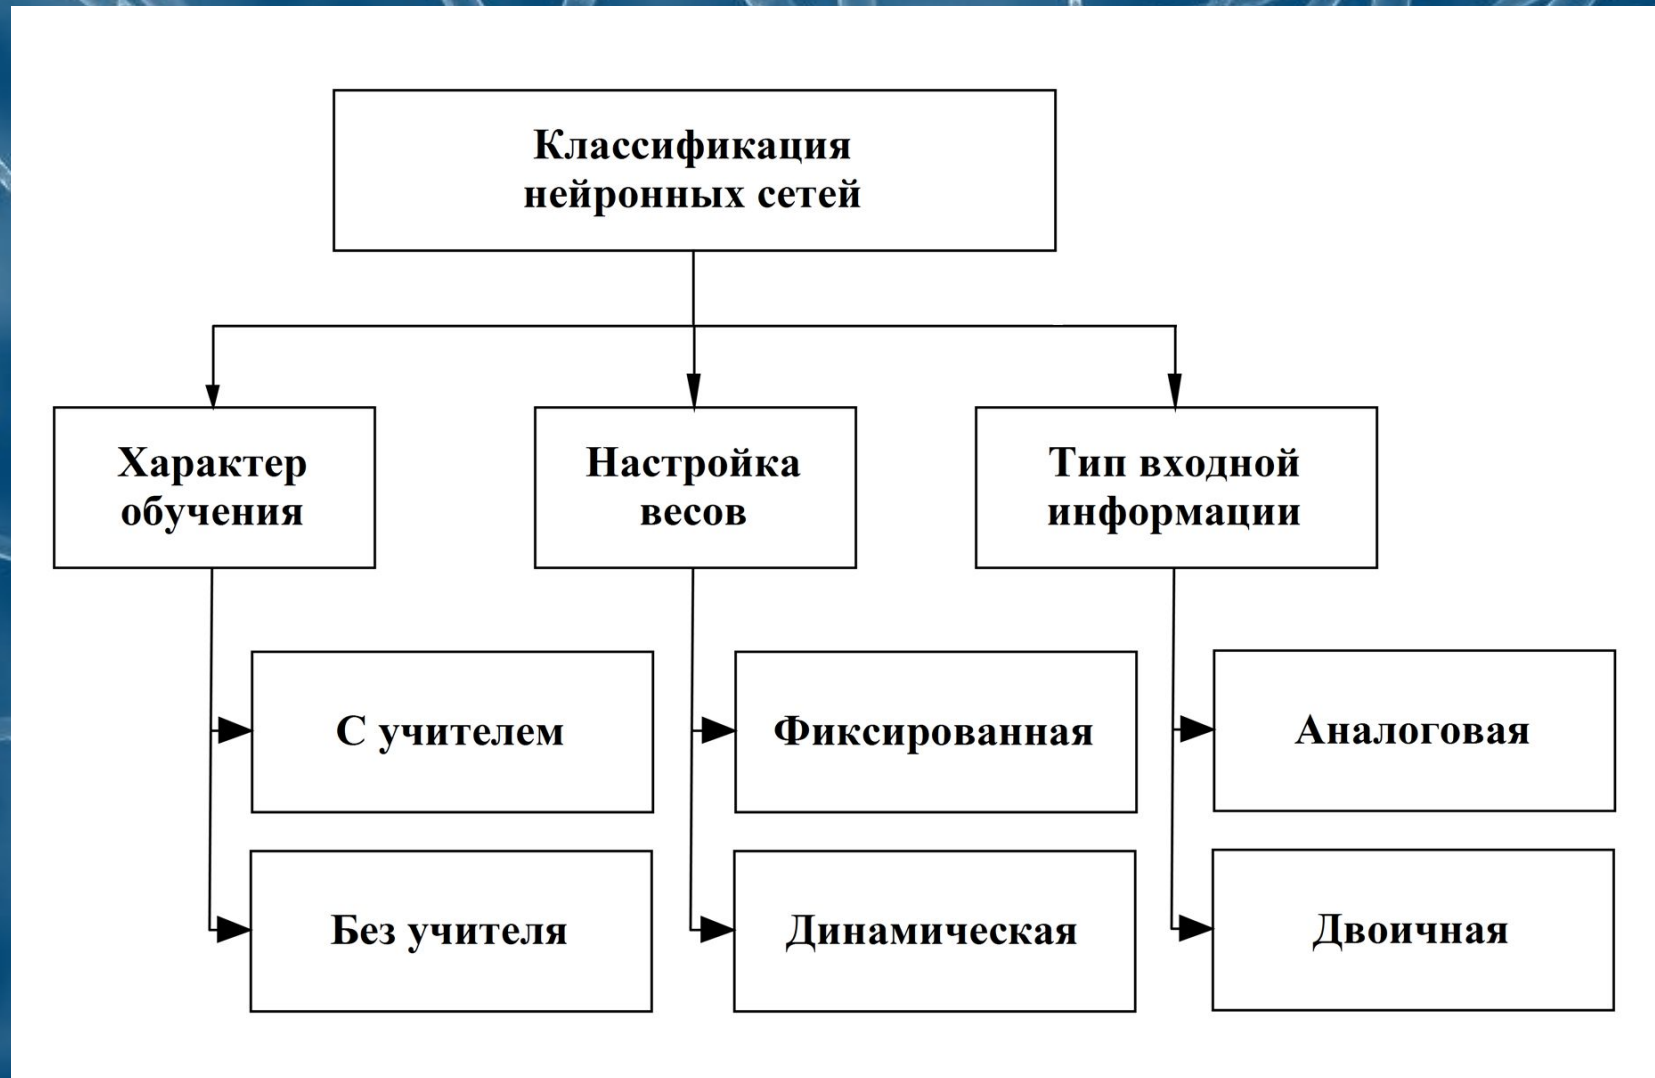 Классификация
нейронных сетей
Характер
обучения
Настройка
весов
Тип входной
информации
С учителем
Фиксированная
Аналоговая
Без учителя
Динамическая
Двоичная